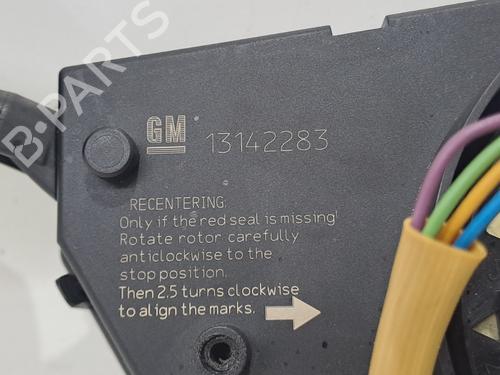 GM 13142283
RECENTERING:
Only if the red seal is missing!
Rotate rotor carefully
anticlockwise to the
stop position.
Then 2.5 turns clockwise
to align the marks.
B-PARTS
B-PARTS